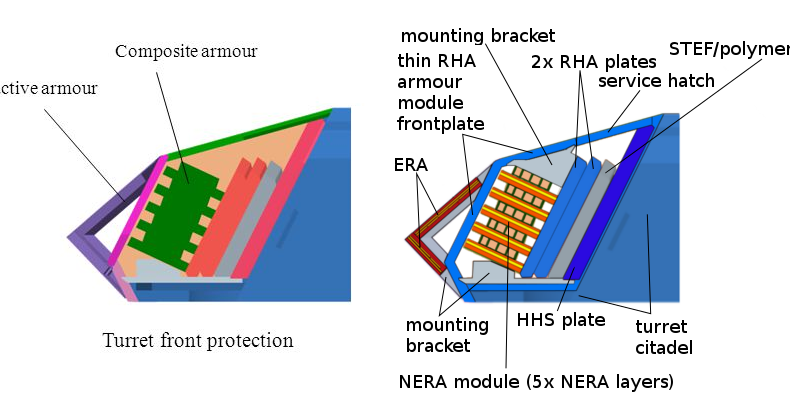 Composite armour
ctive armour
Turret front protection
mounting bracket
thin RHA
armour
module
frontplate
2x RHA plates
STEF/polymer
service hatch
ERA
mounting
bracket
HHS plate
turret
citadel
NERA module (5x NERA layers)